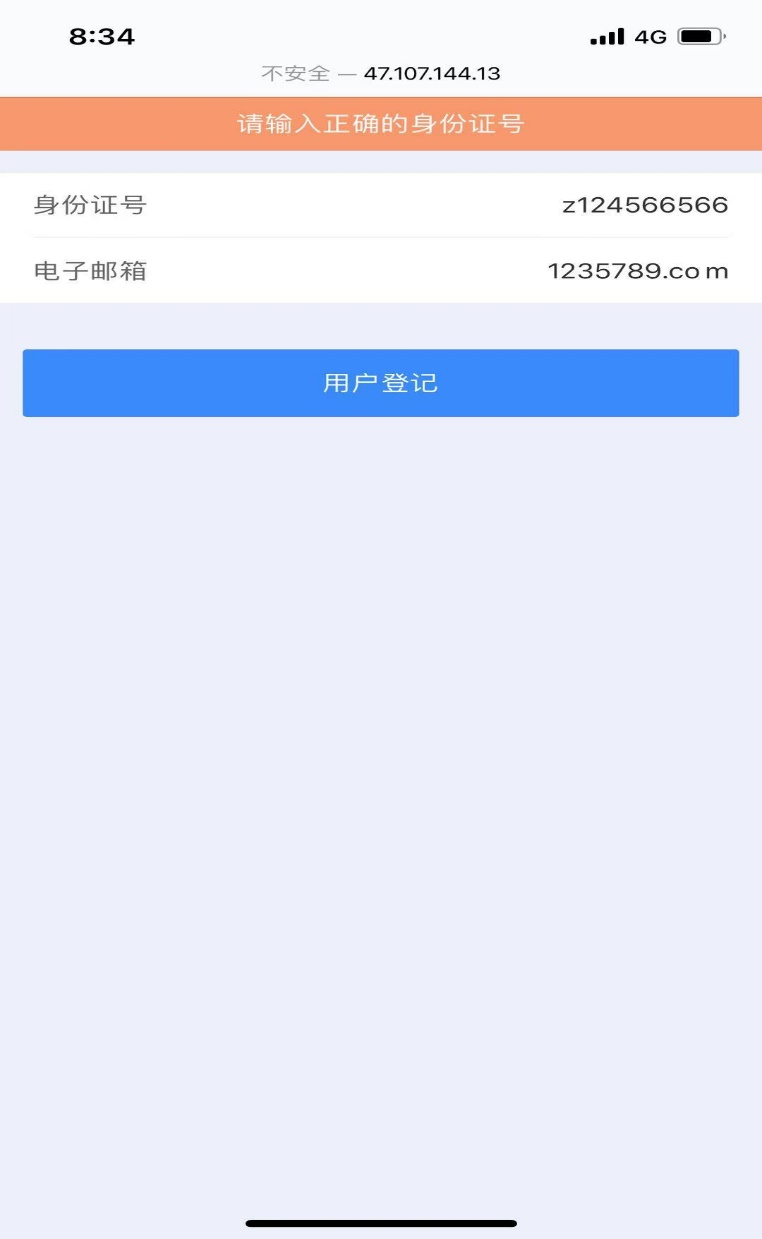 8:34 4G
不安全 — 47.107.144.13
请输入正确的身份证号
身份证号 z124566566
电子邮箱 1235789.co m
用户登记